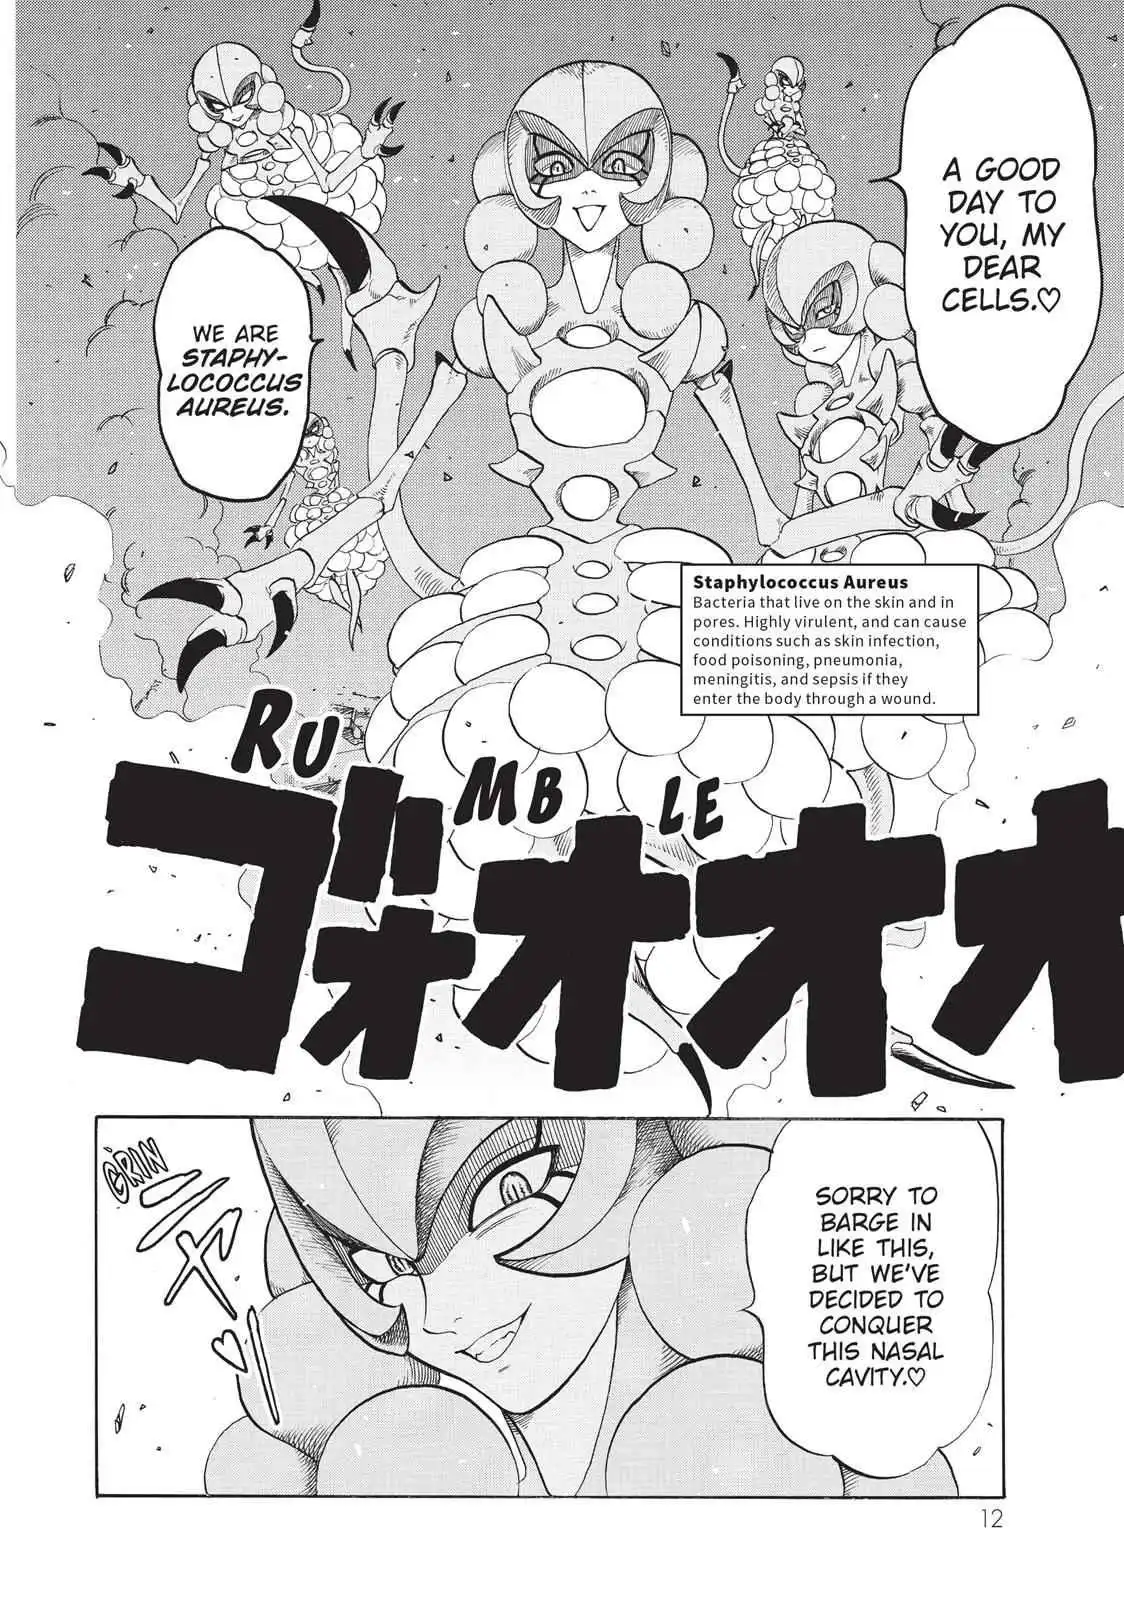 A GOOD
DAY TO
YOU, MY
DEAR
CELLS.♡
WE ARE
STAPHY-
LOCOCCUS
AUREUS.
Staphylococcus Aureus
Bacteria that live on the skin and in
pores. Highly virulent, and can cause
conditions such as skin infection,
food poisoning, pneumonia,
meningitis, and sepsis if they
enter the body through a wound.
RUMBLE
ゴォオオオ
SORRY TO
BARGE IN
LIKE THIS,
BUT WE'VE
DECIDED TO
CONQUER
THIS NASAL
CAVITY.♡
GRIN
ニヤ♡
12